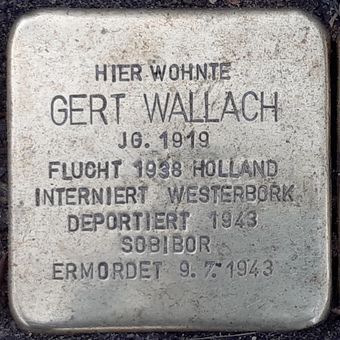 HIER WOHNTE
GERT WALLACH
JG. 1919
FLUCHT 1938 HOLLAND
INTERNIERT WESTERBORK
DEPORTIERT 1943
SOBIBOR
ERMORDET 9.7.1943